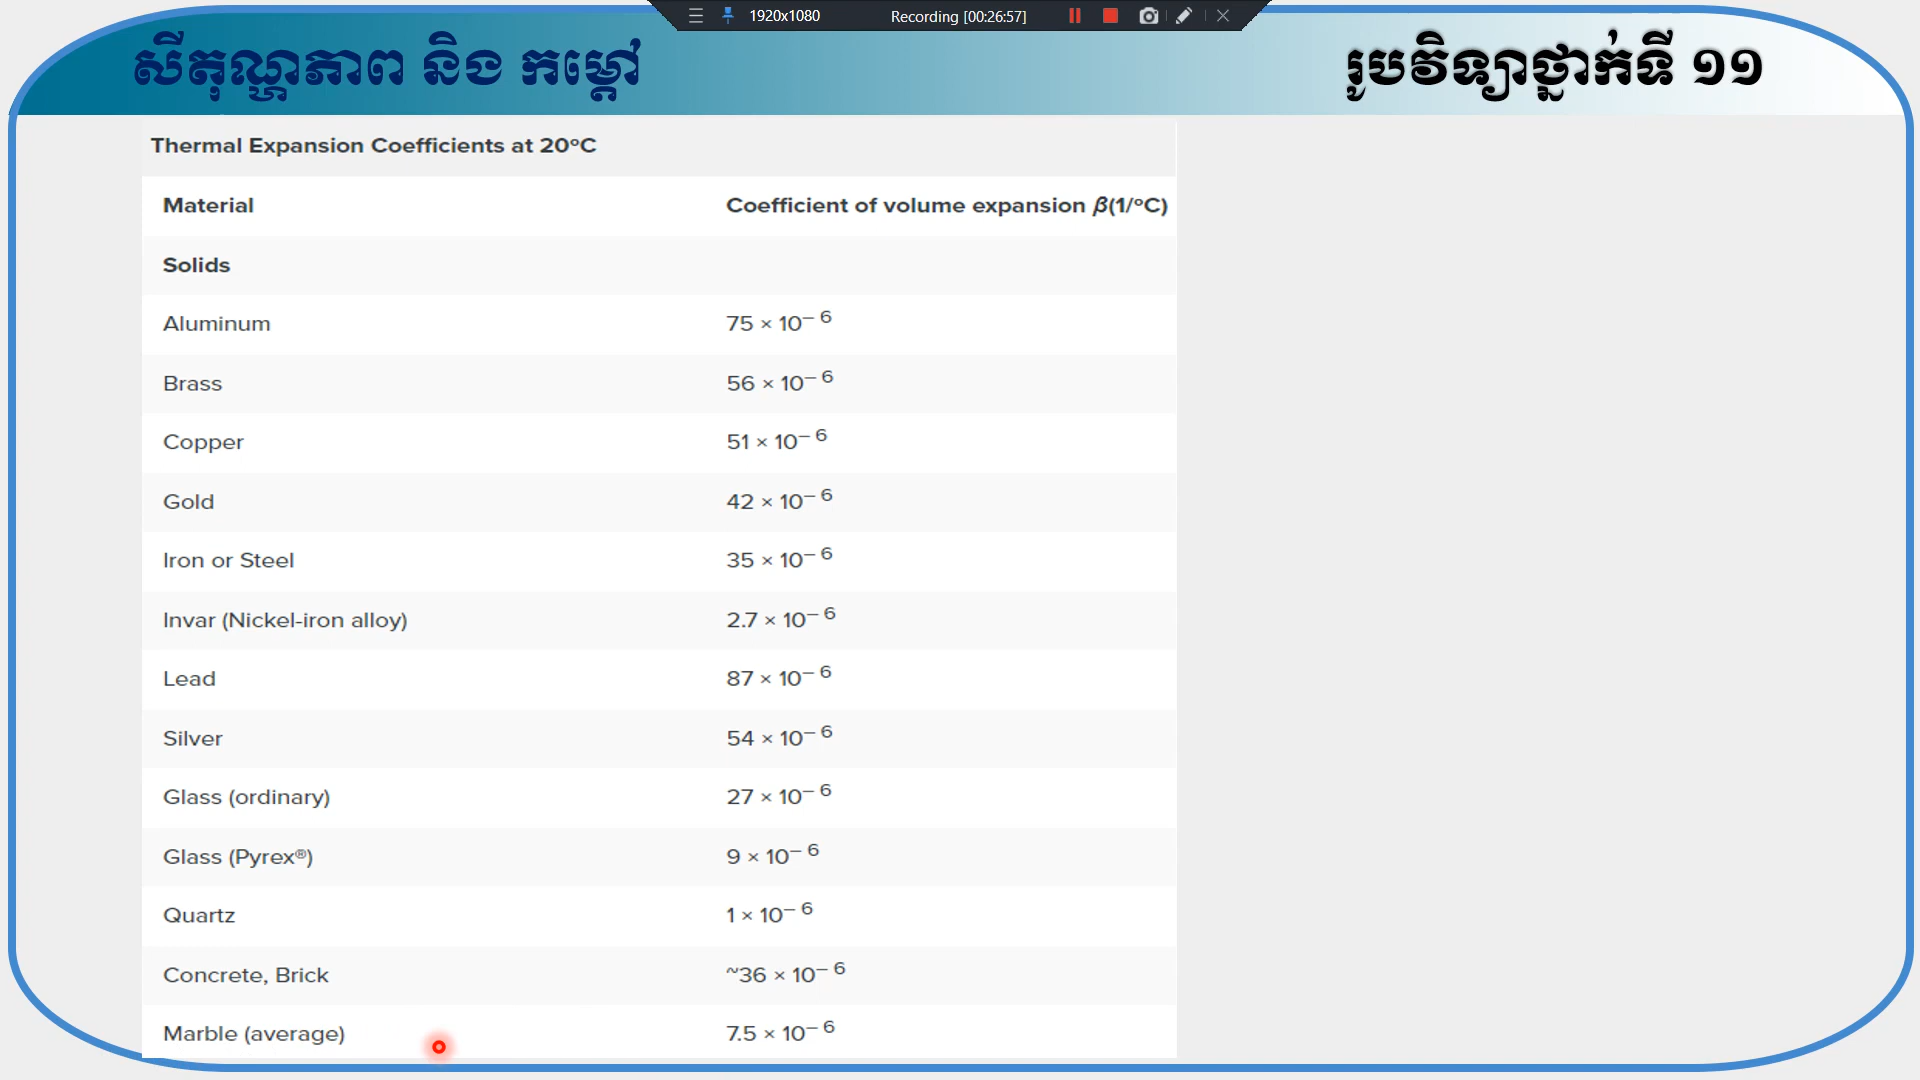 1920x1080 Recording [00:26:57]
សីតុណ្ហភាព និង កម្ដៅ
រូបវិទ្យាថ្នាក់ទី ១១
Thermal Expansion Coefficients at 20°C
Material Coefficient of volume expansion β(1/°C)
Solids
Aluminum 75 × 10⁻⁶
Brass 56 × 10⁻⁶
Copper 51 × 10⁻⁶
Gold 42 × 10⁻⁶
Iron or Steel 35 × 10⁻⁶
Invar (Nickel-iron alloy) 2.7 × 10⁻⁶
Lead 87 × 10⁻⁶
Silver 54 × 10⁻⁶
Glass (ordinary) 27 × 10⁻⁶
Glass (Pyrex®) 9 × 10⁻⁶
Quartz 1 × 10⁻⁶
Concrete, Brick ~36 × 10⁻⁶
Marble (average) 7.5 × 10⁻⁶